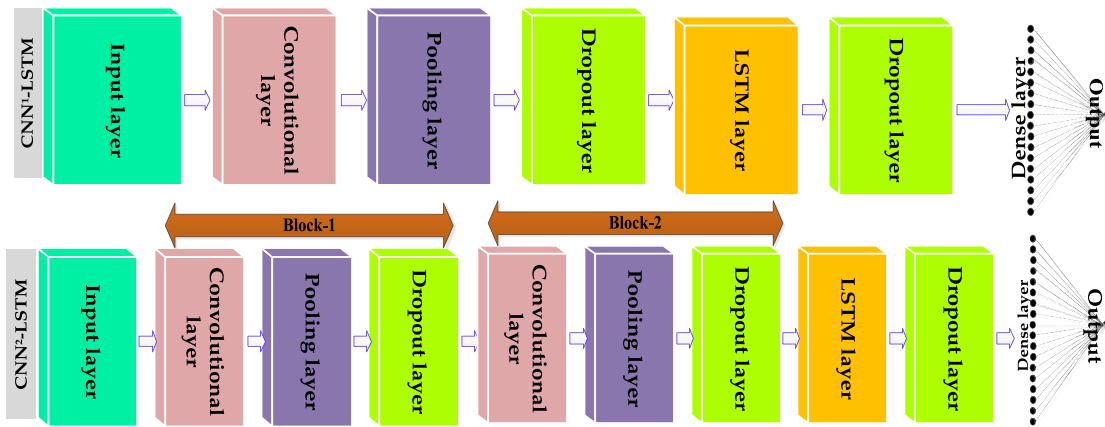 CNN¹-LSTM
Input layer
Convolutional
layer
Pooling layer
Dropout layer
LSTM layer
Dropout layer
Dense layer
Output
Block-1
Block-2
CNN²-LSTM
Input layer
Convolutional
layer
Pooling layer
Dropout layer
Convolutional
layer
Pooling layer
Dropout layer
LSTM layer
Dropout layer
Dense layer
Output